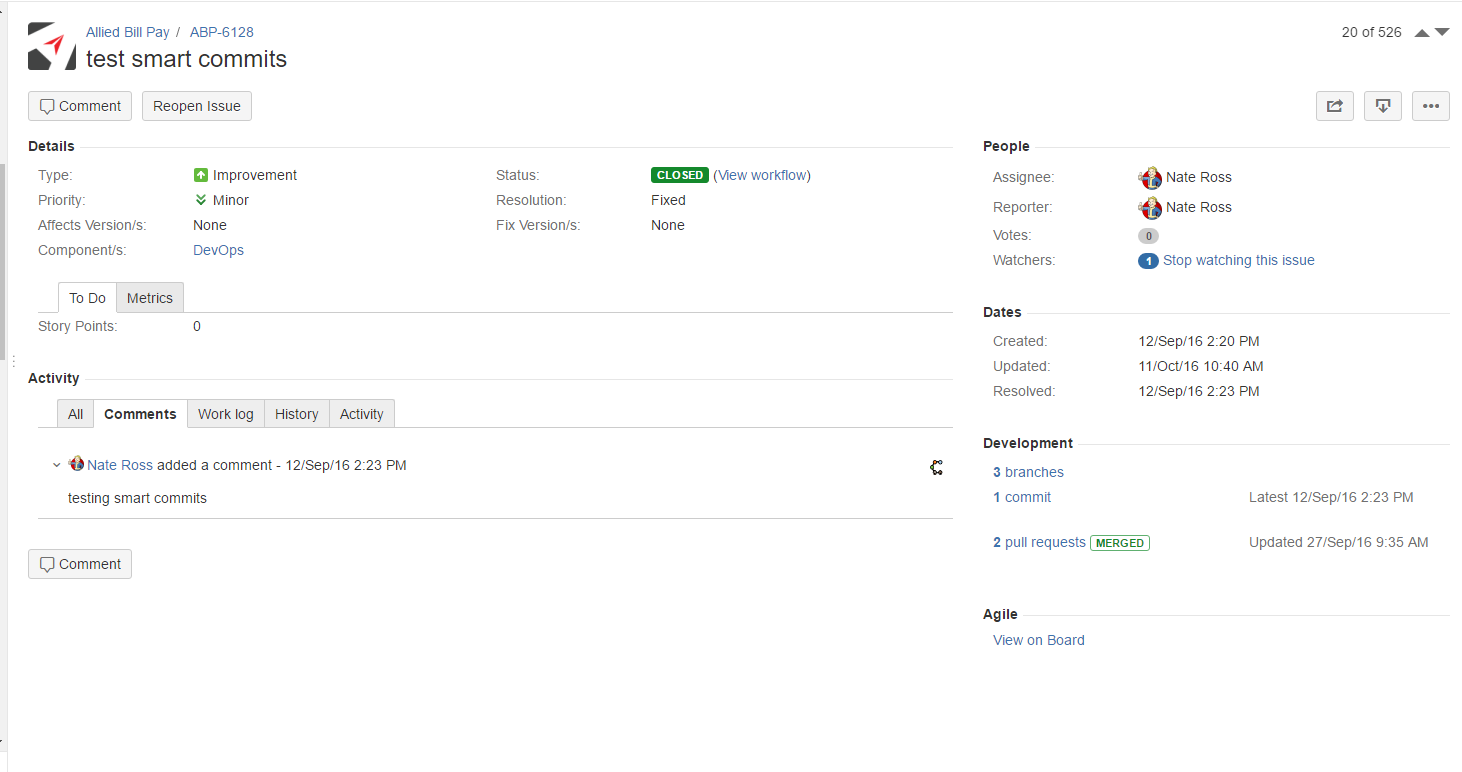 Allied Bill Pay / ABP-6128
20 of 526
test smart commits
Comment
Reopen Issue
Details
Type: Improvement
Status: CLOSED (View workflow)
Priority: Minor
Resolution: Fixed
Affects Version/s: None
Fix Version/s: None
Component/s: DevOps
To Do Metrics
Story Points: 0
Activity
All Comments Work log History Activity
Nate Ross added a comment - 12/Sep/16 2:23 PM
testing smart commits
Comment
People
Assignee: Nate Ross
Reporter: Nate Ross
Votes: 0
Watchers: 1 Stop watching this issue
Dates
Created: 12/Sep/16 2:20 PM
Updated: 11/Oct/16 10:40 AM
Resolved: 12/Sep/16 2:23 PM
Development
3 branches
1 commit Latest 12/Sep/16 2:23 PM
2 pull requests MERGED Updated 27/Sep/16 9:35 AM
Agile
View on Board